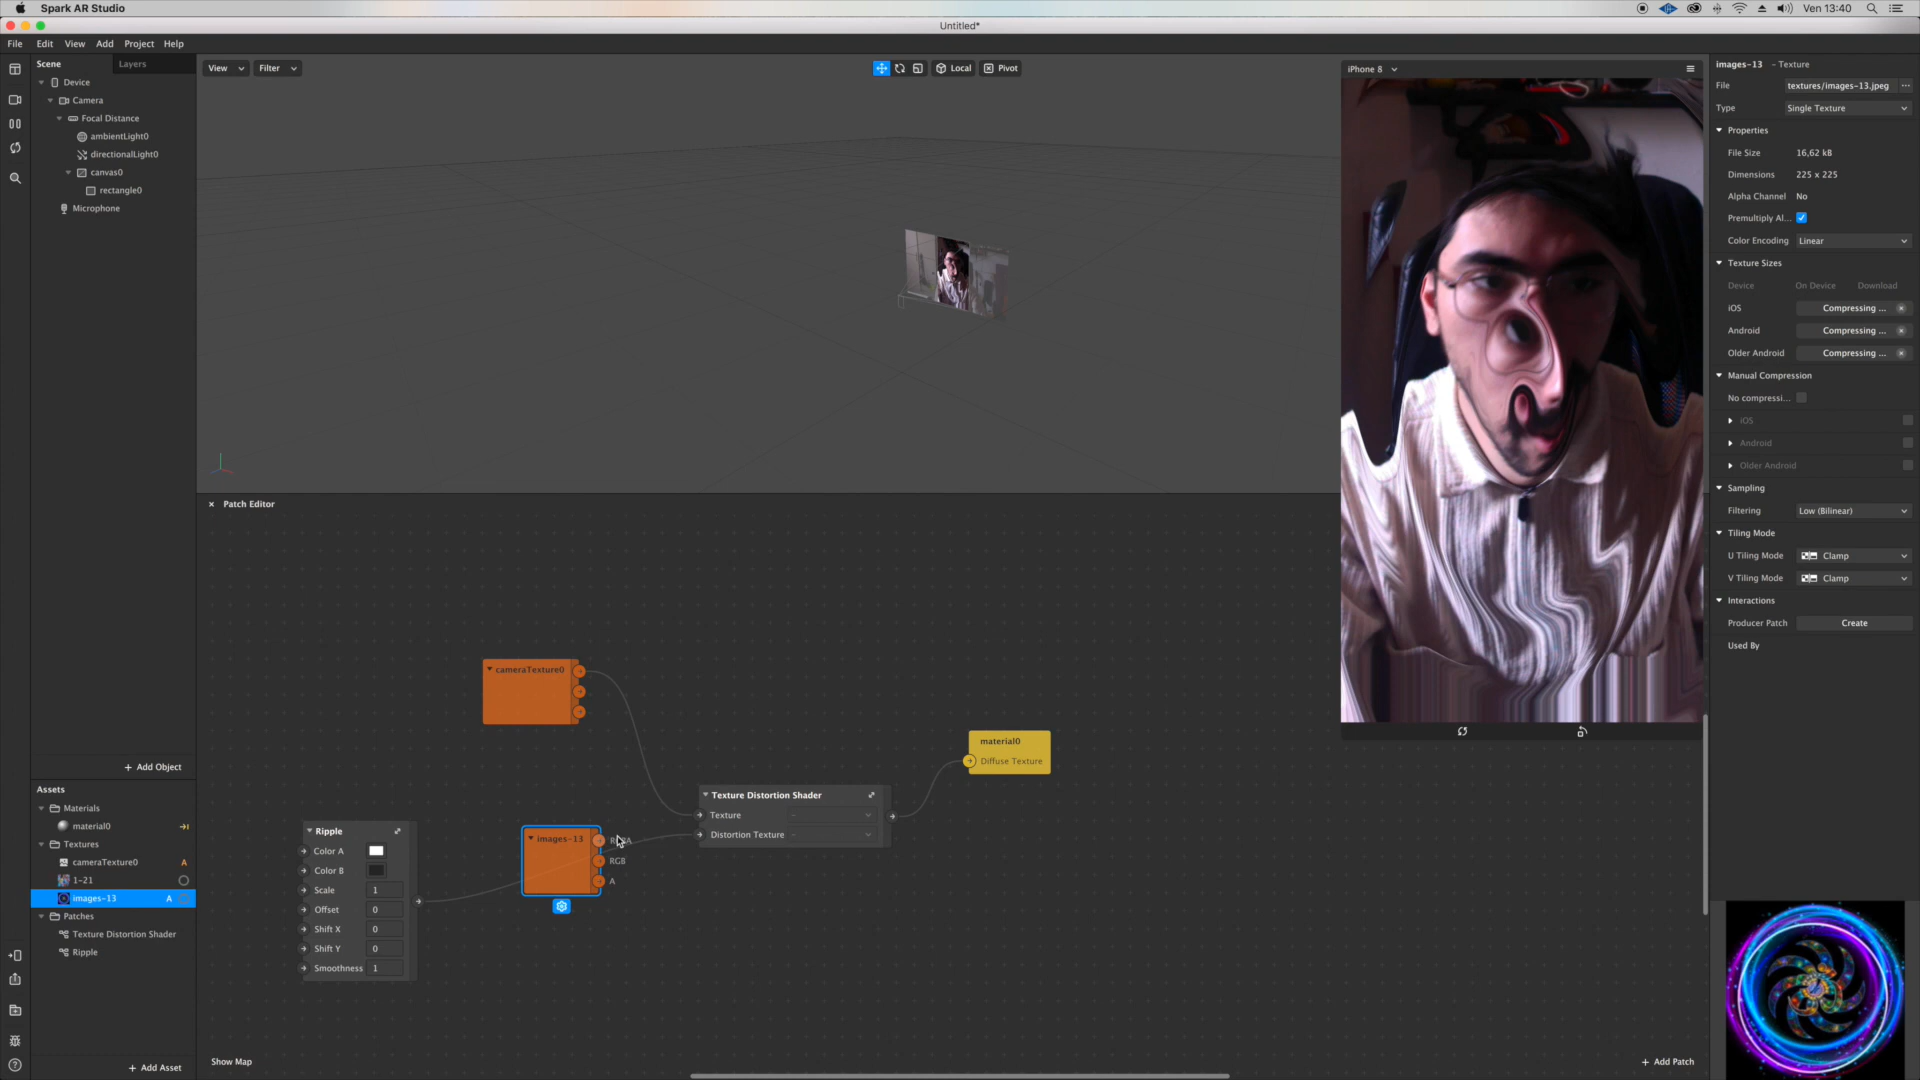 Spark AR Studio
Ven 13:40
Untitled*
File Edit View Add Project Help
Scene Layers
Device
Camera
Focal Distance
ambientLight0
directionalLight0
canvas0
rectangle0
Microphone
+ Add Object
Assets
Materials
material0
Textures
cameraTexture0 A
1-21
images-13 A
Patches
Texture Distortion Shader
Ripple
+ Add Asset
View Filter
Local Pivot
× Patch Editor
cameraTexture0
Ripple
Color A
Color B
Scale 1
Offset 0
Shift X 0
Shift Y 0
Smoothness 1
images-13
RGB
A
Texture Distortion Shader
Texture -
Distortion Texture -
material0
Diffuse Texture
Show Map
+ Add Patch
iPhone 8
images-13 - Texture
File textures/images-13.jpeg ...
Type Single Texture
Properties
File Size 16,62 kB
Dimensions 225 x 225
Alpha Channel No
Premultiply Al...
Color Encoding Linear
Texture Sizes
Device On Device Download
iOS Compressing ...
Android Compressing ...
Older Android Compressing ...
Manual Compression
No compressi...
iOS
Android
Older Android
Sampling
Filtering Low (Bilinear)
Tiling Mode
U Tiling Mode Clamp
V Tiling Mode Clamp
Interactions
Producer Patch Create
Used By